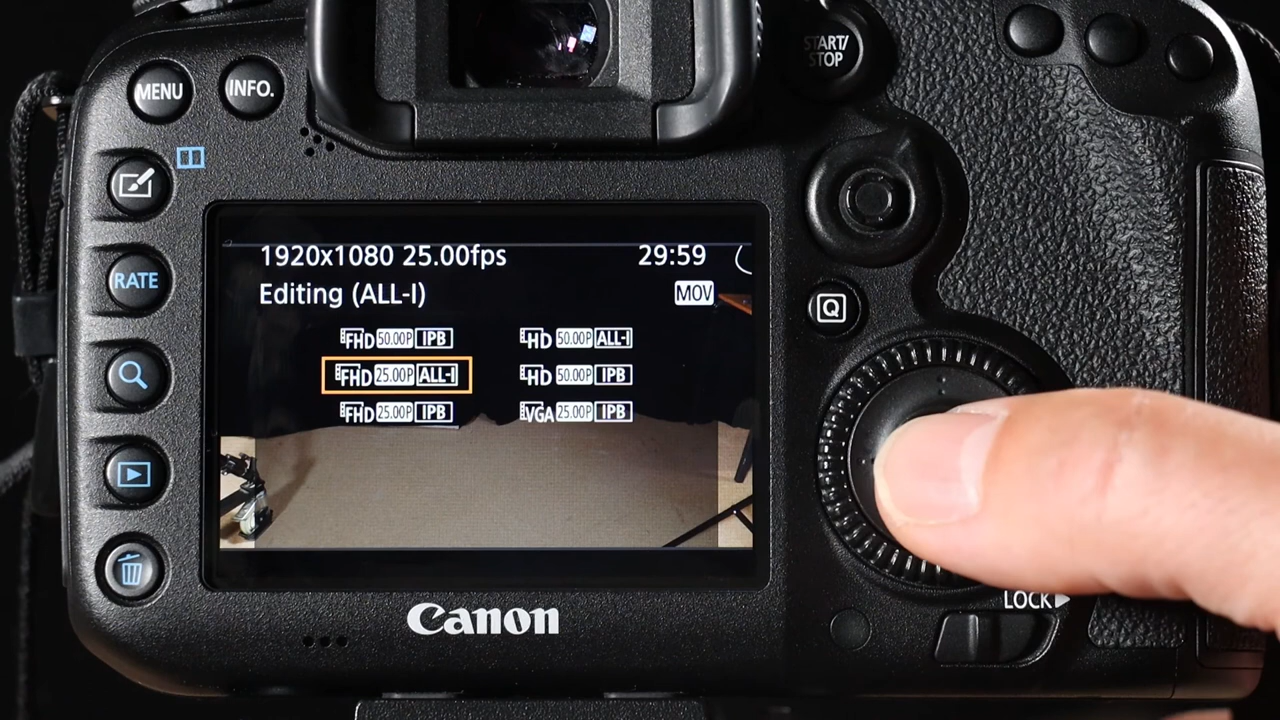 START/
STOP
MENU
INFO.
RATE
1920x1080 25.00fps 29:59
Editing (ALL-I) MOV
FHD 50.00P IPB
HD 50.00P ALL-I
FHD 25.00P ALL-I
HD 50.00P IPB
FHD 25.00P IPB
VGA 25.00P IPB
Q
Canon
LOCK